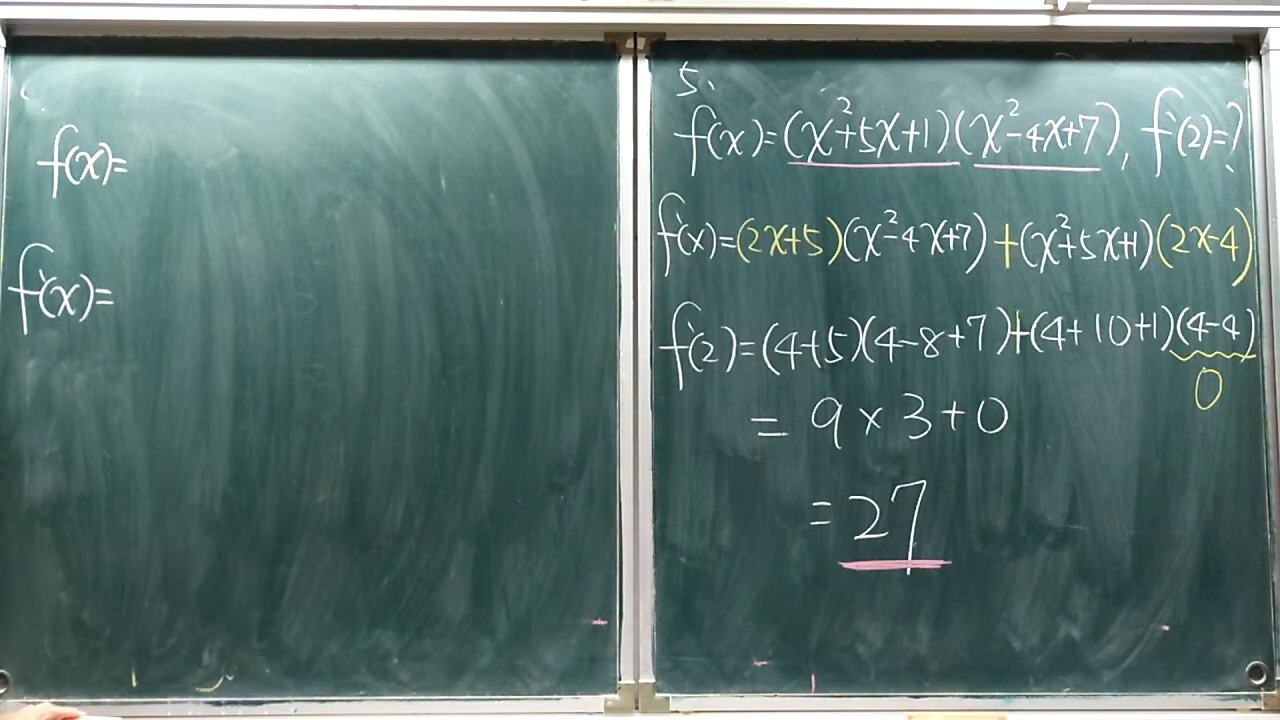 f(x)=
f'(x)=
5、
f(x)=(x²+5x+1)(x²-4x+7), f'(2)=?
f'(x)=(2x+5)(x²-4x+7)+(x²+5x+1)(2x-4)
f'(2)=(4+5)(4-8+7)+(4+10+1)(4-4)
0
=9×3+0
=27